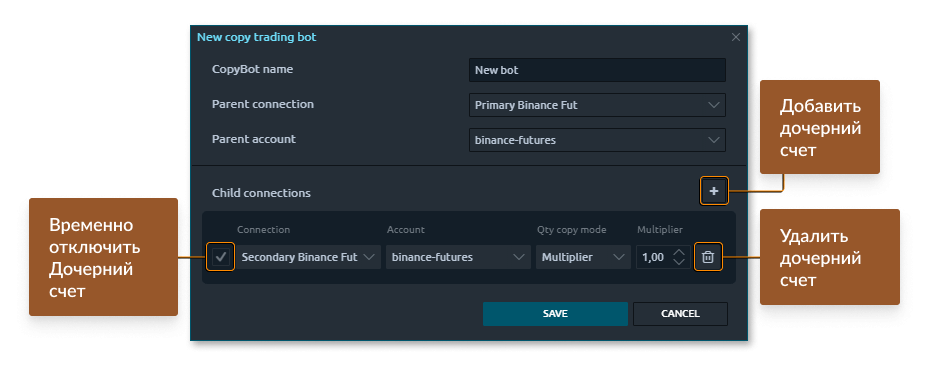 New copy trading bot
CopyBot name
New bot
Parent connection
Primary Binance Fut
Parent account
binance-futures
Добавить
дочерний
счет
Child connections
+
Временно
отключить
Дочерний
счет
Connection
Account
Qty copy mode
Multiplier
Secondary Binance Fut
binance-futures
Multiplier
1,00
Удалить
дочерний
счет
SAVE
CANCEL